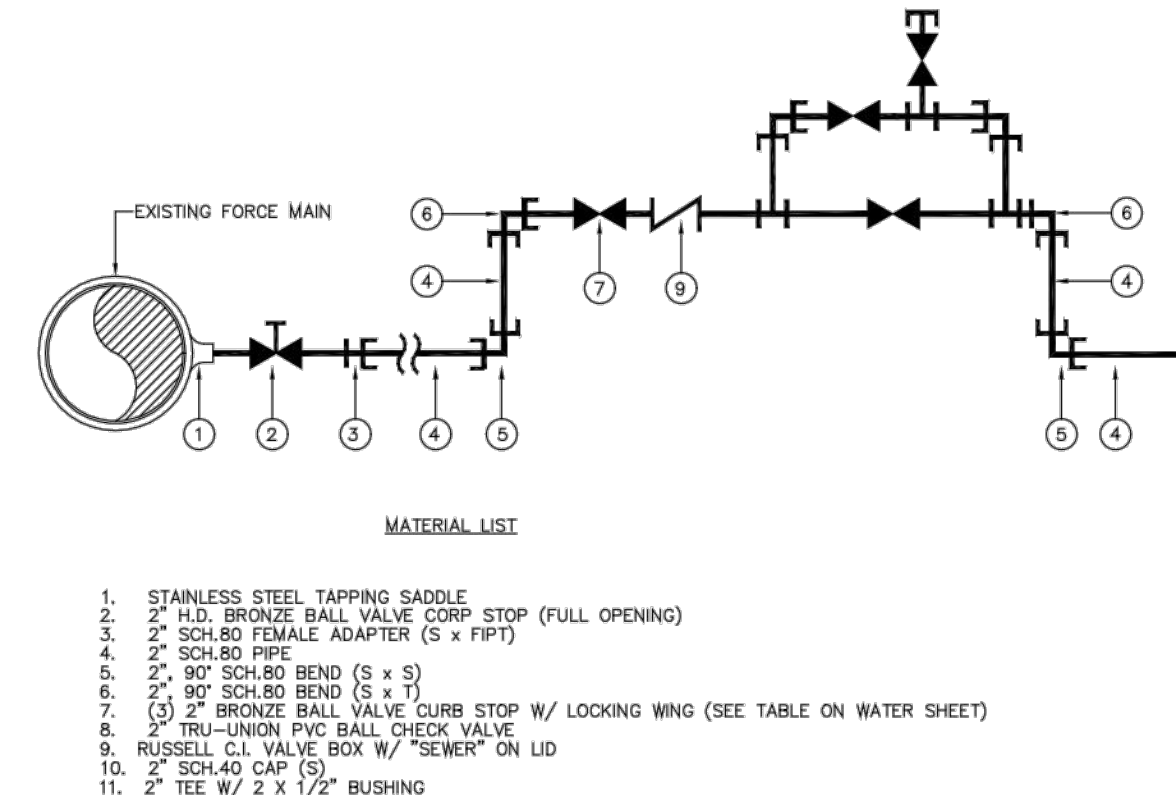 EXISTING FORCE MAIN
6
6
4
7
9
4
1
2
3
4
5
5
4
MATERIAL LIST
1. STAINLESS STEEL TAPPING SADDLE
2. 2" H.D. BRONZE BALL VALVE CORP STOP (FULL OPENING)
3. 2" SCH.80 FEMALE ADAPTER (S x FIPT)
4. 2" SCH.80 PIPE
5. 2", 90° SCH.80 BEND (S x S)
6. 2", 90° SCH.80 BEND (S x T)
7. (3) 2" BRONZE BALL VALVE CURB STOP W/ LOCKING WING (SEE TABLE ON WATER SHEET)
8. 2" TRU-UNION PVC BALL CHECK VALVE
9. RUSSELL C.I. VALVE BOX W/ "SEWER" ON LID
10. 2" SCH.40 CAP (S)
11. 2" TEE W/ 2 X 1/2" BUSHING